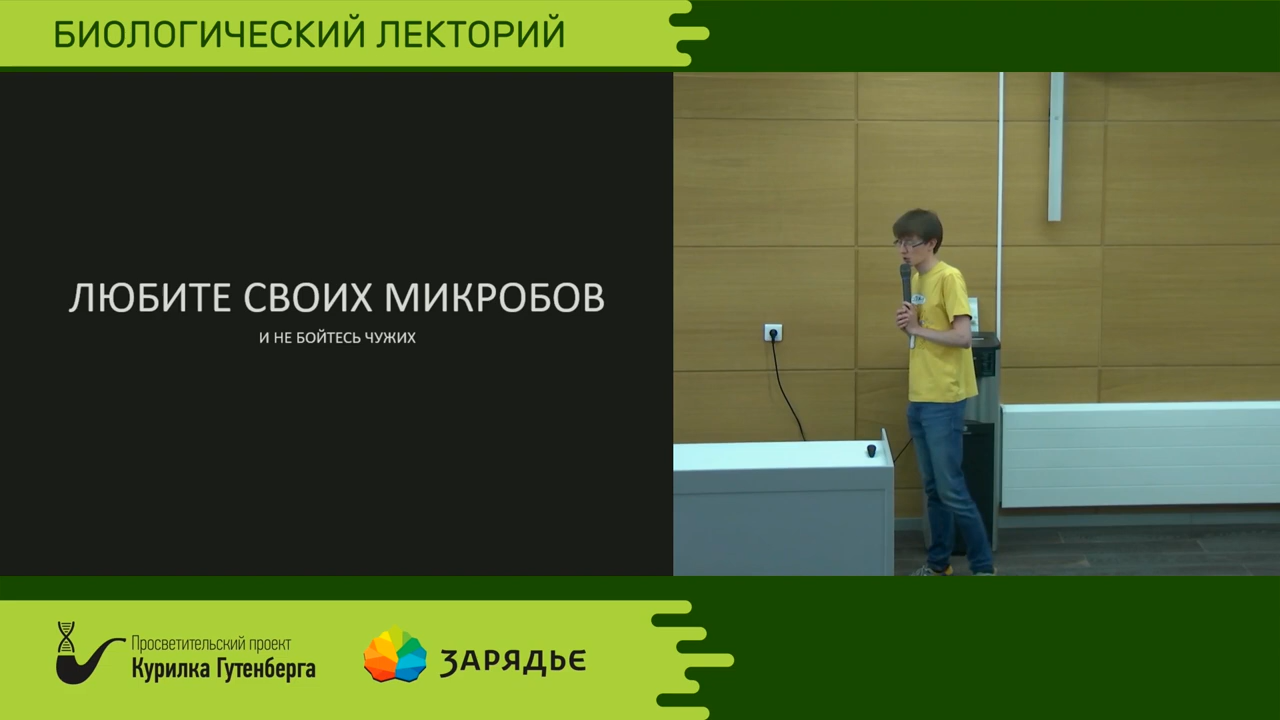 БИОЛОГИЧЕСКИЙ ЛЕКТОРИЙ
ЛЮБИТЕ СВОИХ МИКРОБОВ
И НЕ БОЙТЕСЬ ЧУЖИХ
Просветительский проект
Курилка Гутенберга
ЗАРЯДЬЕ